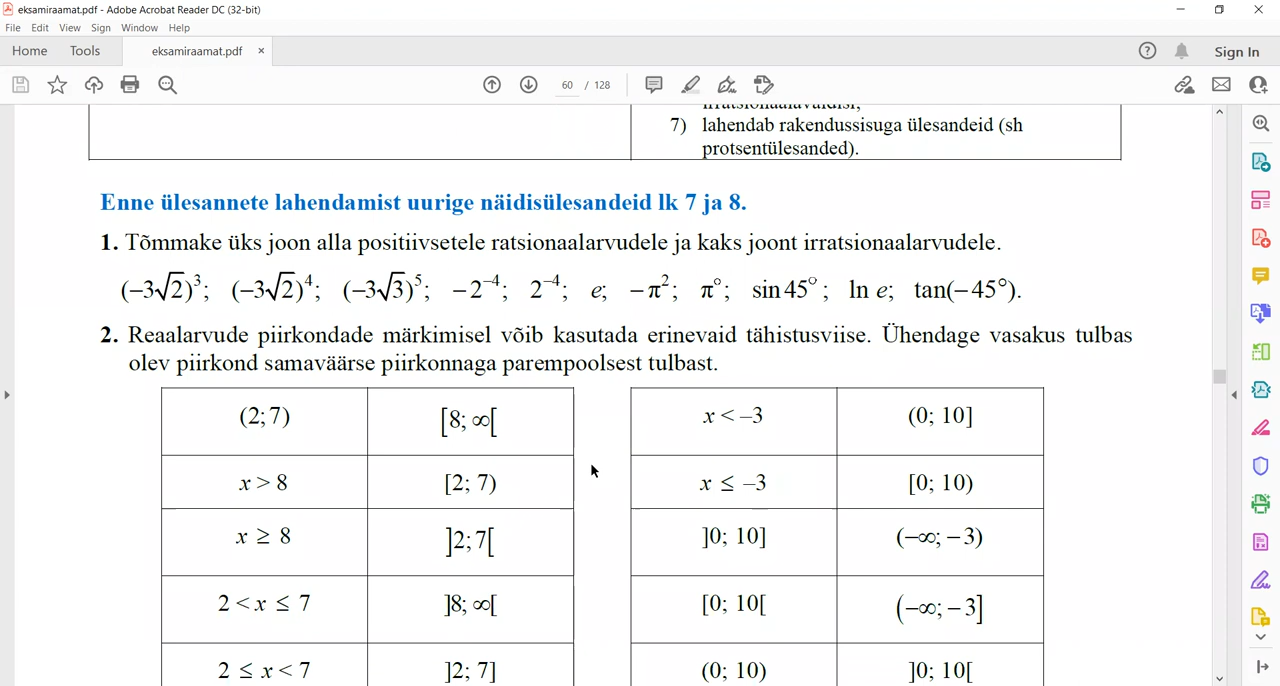 eksamiraamat.pdf - Adobe Acrobat Reader DC (32-bit)
File Edit View Sign Window Help
Home Tools eksamiraamat.pdf × Sign In
60 / 128
7) lahendab rakendussisuga ülesandeid (sh
protsentülesanded).
Enne ülesannete lahendamist uurige näidisülesandeid lk 7 ja 8.
1. Tõmmake üks joon alla positiivsetele ratsionaalarvudele ja kaks joont irratsionaalarvudele.
(−3√2)³; (−3√2)⁴; (−3√3)⁵; −2⁻⁴; 2⁻⁴; e; −π²; π°; sin 45°; ln e; tan(−45°).
2. Reaalarvude piirkondade märkimisel võib kasutada erinevaid tähistusviise. Ühendage vasakus tulbas
olev piirkond samaväärse piirkonnaga parempoolsest tulbast.
(2; 7) [8; ∞[ x < −3 (0; 10]
x > 8 [2; 7) x ≤ −3 [0; 10)
x ≥ 8 ]2; 7[ ]0; 10] (−∞; −3)
2 < x ≤ 7 ]8; ∞[ [0; 10[ (−∞; −3]
2 ≤ x < 7 ]2; 7] (0; 10) ]0; 10[